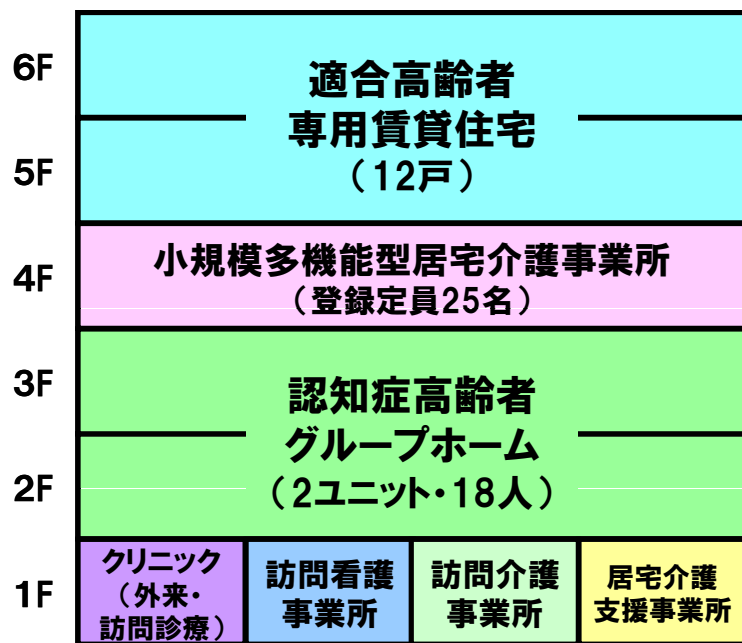 6F
適合高齢者
専用賃貸住宅
5F
（12戸）
4F
小規模多機能型居宅介護事業所
（登録定員25名）
3F
認知症高齢者
グループホーム
2F
（2ユニット・18人）
1F
クリニック
（外来・
訪問診療）
訪問看護
事業所
訪問介護
事業所
居宅介護
支援事業所